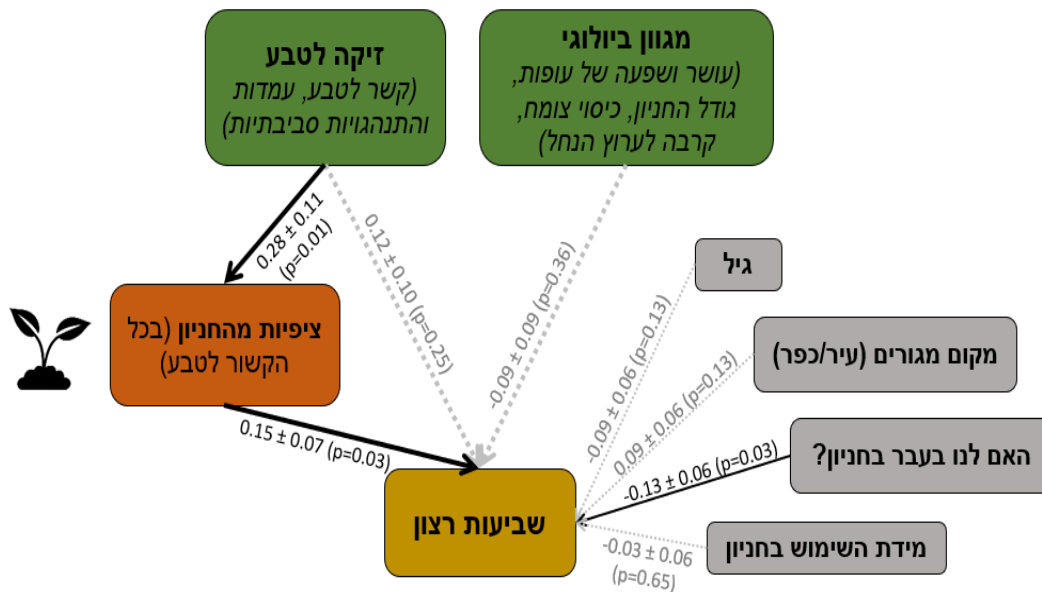 זיקה לטבע
(קשר לטבע, עמדות
והתנהגויות סביבתיות)
מגוון ביולוגי
(עושר ושפעה של עופות,
גודל החניון, כיסוי צומח,
קרבה לערוץ הנחל)
0.28 ± 0.11
(p=0.01)
0.12 ± 0.10 (p=0.25)
-0.09 ± 0.09 (p=0.36)
גיל
-0.09 ± 0.06 (p=0.13)
ציפיות מהחניון (בכל
הקשור לטבע)
מקום מגורים (עיר/כפר)
0.09 ± 0.06 (p=0.13)
0.15 ± 0.07 (p=0.03)
האם לנו בעבר בחניון?
-0.13 ± 0.06 (p=0.03)
שביעות רצון
מידת השימוש בחניון
-0.03 ± 0.06
(p=0.65)